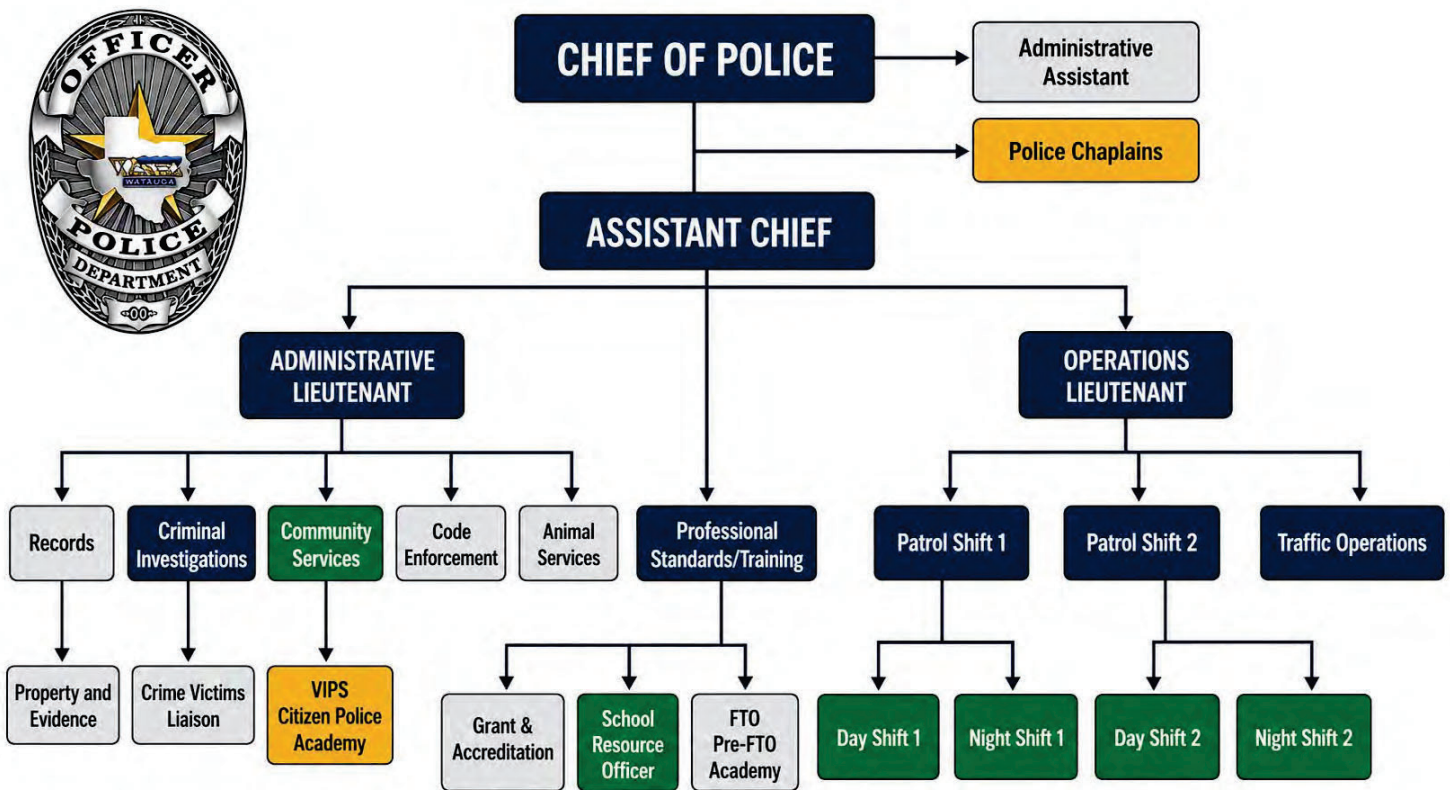 OFFICER
WATAUGA
POLICE
DEPARTMENT
00
CHIEF OF POLICE
Administrative
Assistant
Police Chaplains
ASSISTANT CHIEF
ADMINISTRATIVE
LIEUTENANT
OPERATIONS
LIEUTENANT
Records
Criminal
Investigations
Community
Services
Code
Enforcement
Animal
Services
Professional
Standards/Training
Patrol Shift 1
Patrol Shift 2
Traffic Operations
Property and
Evidence
Crime Victims
Liaison
VIPS
Citizen Police
Academy
Grant &
Accreditation
School
Resource
Officer
FTO
Pre-FTO
Academy
Day Shift 1
Night Shift 1
Day Shift 2
Night Shift 2